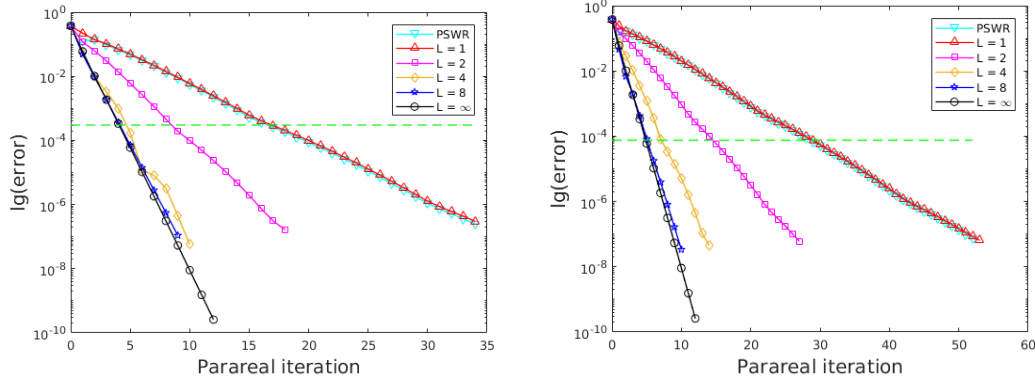 10^0
10^-2
10^-4
10^-6
10^-8
10^-10
lg(error)
PSWR
L = 1
L = 2
L = 4
L = 8
L = ∞
0 5 10 15 20 25 30 35
Parareal iteration
10^0
10^-2
10^-4
10^-6
10^-8
10^-10
lg(error)
PSWR
L = 1
L = 2
L = 4
L = 8
L = ∞
0 10 20 30 40 50 60
Parareal iteration